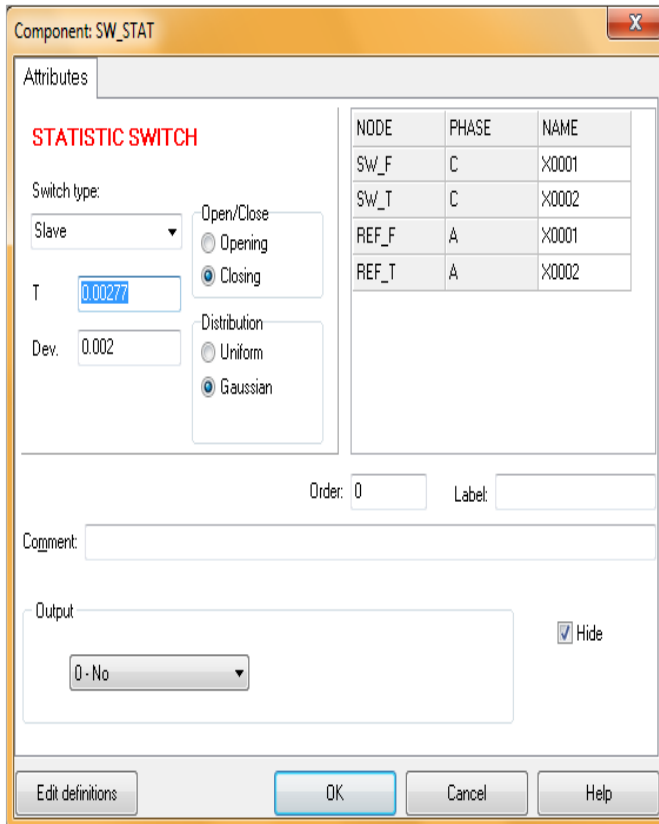 Component: SW_STAT
X
Attributes
STATISTIC SWITCH
Switch type:
Slave
T 0.00277
Dev. 0.002
Open/Close
Opening
Closing
Distribution
Uniform
Gaussian
NODE PHASE NAME
SW_F C X0001
SW_T C X0002
REF_F A X0001
REF_T A X0002
Order: 0 Label:
Comment:
Output
0 - No
Hide
Edit definitions OK Cancel Help